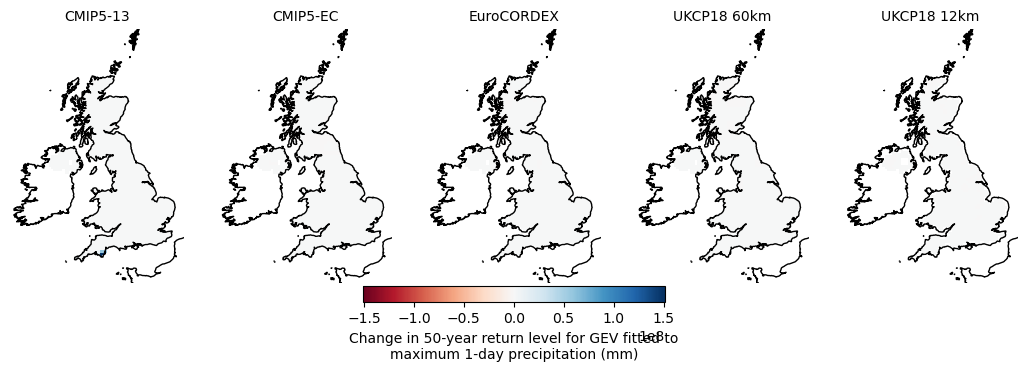 CMIP5-13 CMIP5-EC EuroCORDEX UKCP18 60km UKCP18 12km
−1.5 −1.0 −0.5 0.0 0.5 1.0 1.5
1e8
Change in 50-year return level for GEV fitted to
maximum 1-day precipitation (mm)